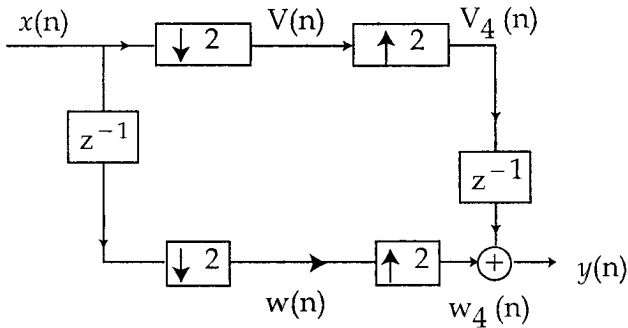 x(n)
↓ 2
V(n)
↑ 2
V₄ (n)
z⁻¹
z⁻¹
↓ 2
w(n)
↑ 2
+
w₄ (n)
y(n)